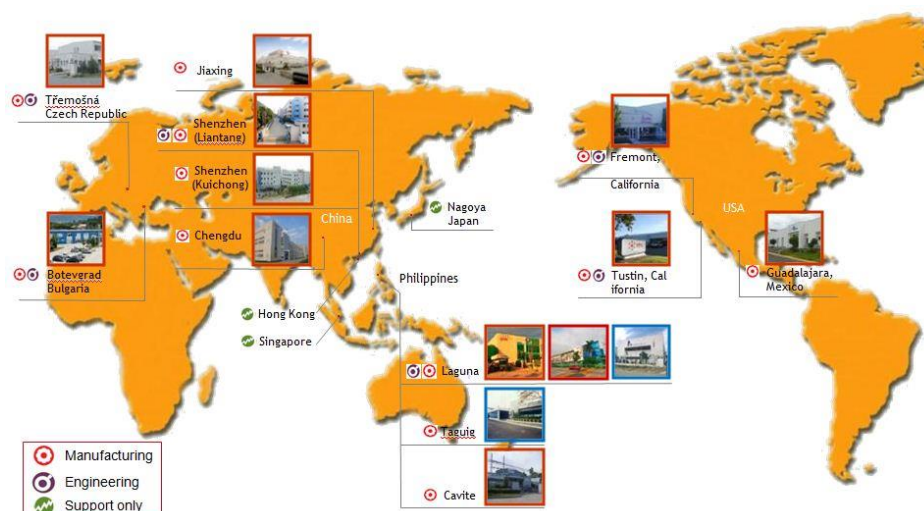 Třemošná
Czech Republic
Jiaxing
Shenzhen
(Liantang)
Shenzhen
(Kuichong)
Chengdu
China
Botevgrad
Bulgaria
Nagoya
Japan
Hong Kong
Singapore
Philippines
Laguna
Taguig
Cavite
Fremont,
California
USA
Tustin, Cal
ifornia
Guadalajara,
Mexico
Manufacturing
Engineering
Support only